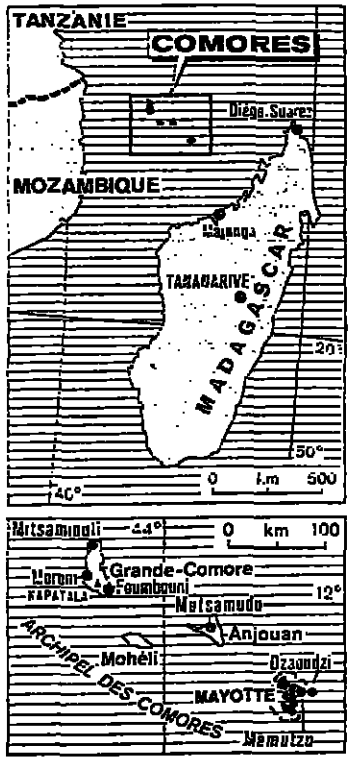 TANZANIE
COMORES
Diégo.Suarez
MOZAMBIQUE
Majunga
TANANARIVE
MADAGASCAR
20°
50°
0 km 500
40°
Mitsamiouli 44° 0 km 100
Grande-Comore
Moroni
Foumbouni
KARTALA
12°
Mutsamudu
Anjouan
Mohéli
ARCHIPEL DES COMORES
Dzaoudzi
MAYOTTE
Mamutzu